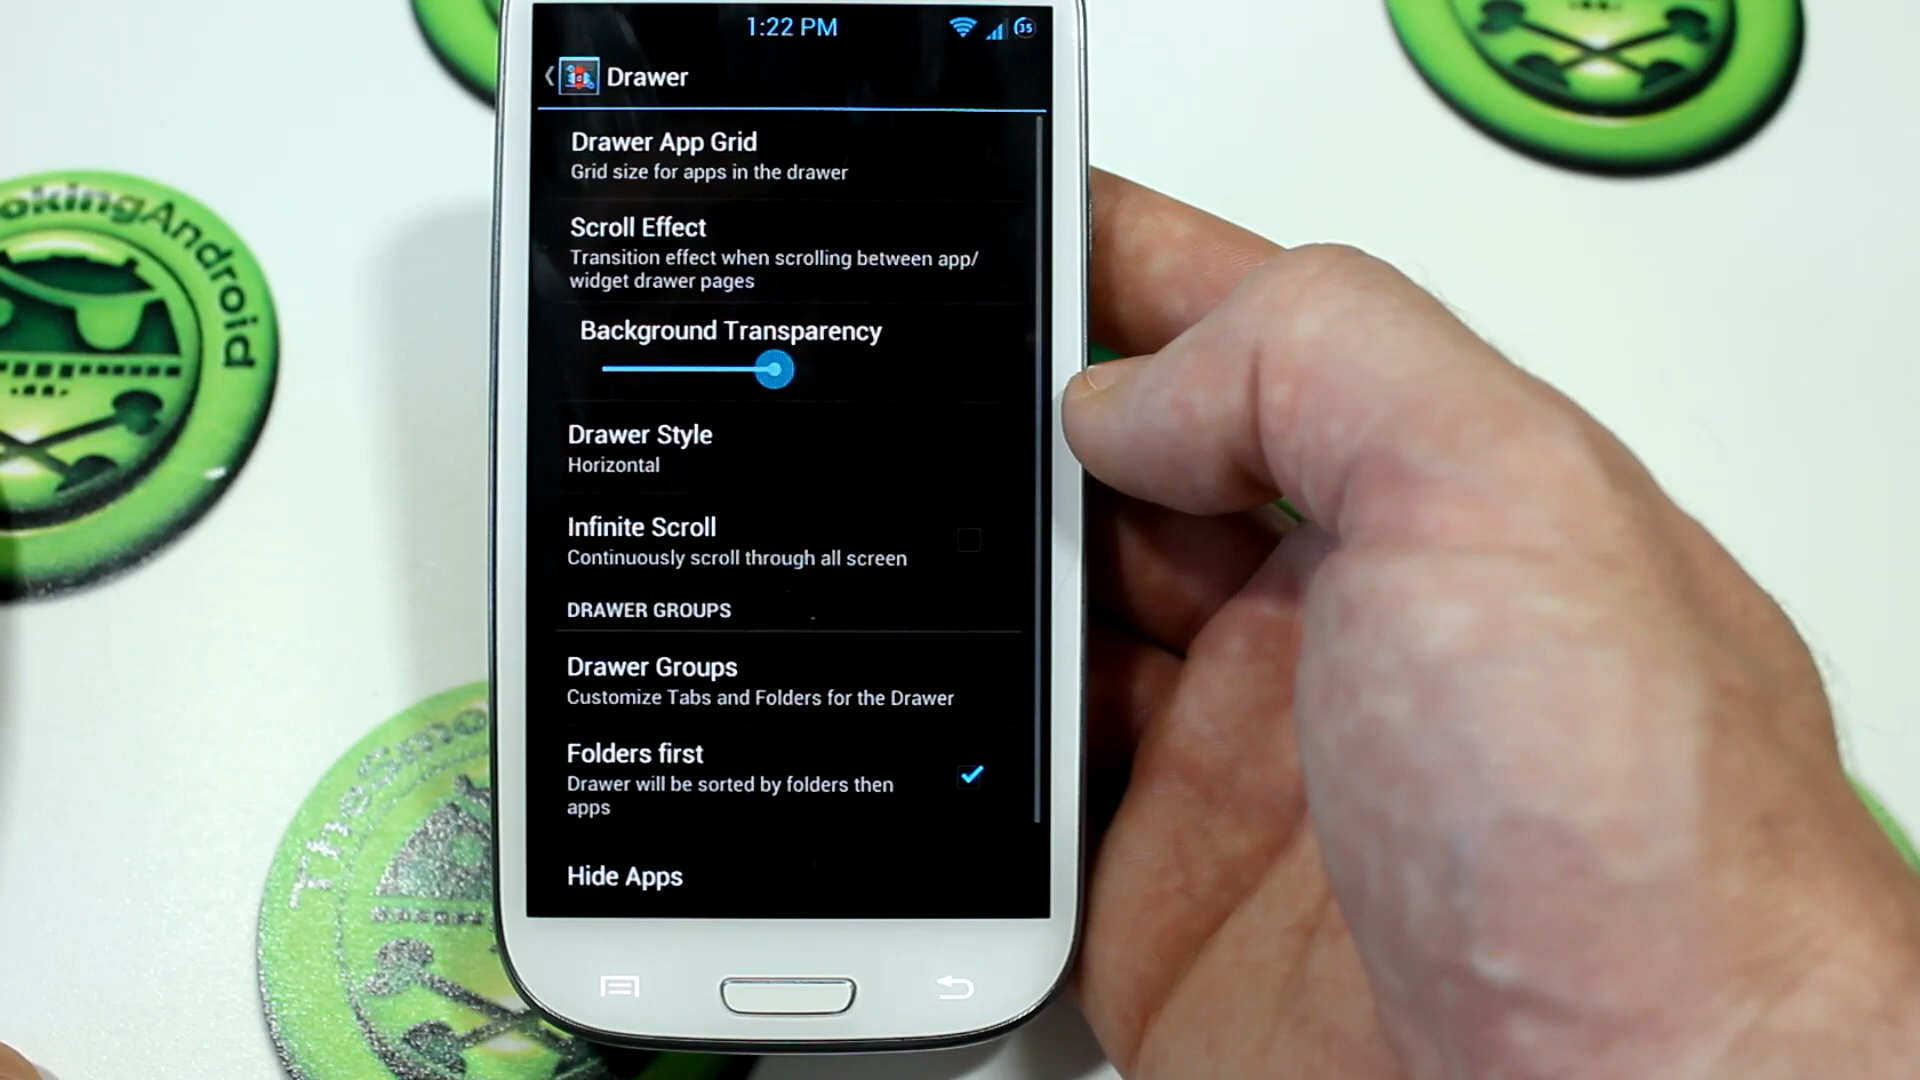 1:22 PM
35
Drawer
Drawer App Grid
Grid size for apps in the drawer
Scroll Effect
Transition effect when scrolling between app/
widget drawer pages
Background Transparency
Drawer Style
Horizontal
Infinite Scroll
Continuously scroll through all screen
DRAWER GROUPS
Drawer Groups
Customize Tabs and Folders for the Drawer
Folders first
Drawer will be sorted by folders then
apps
Hide Apps
okingAndroid
TheSmo